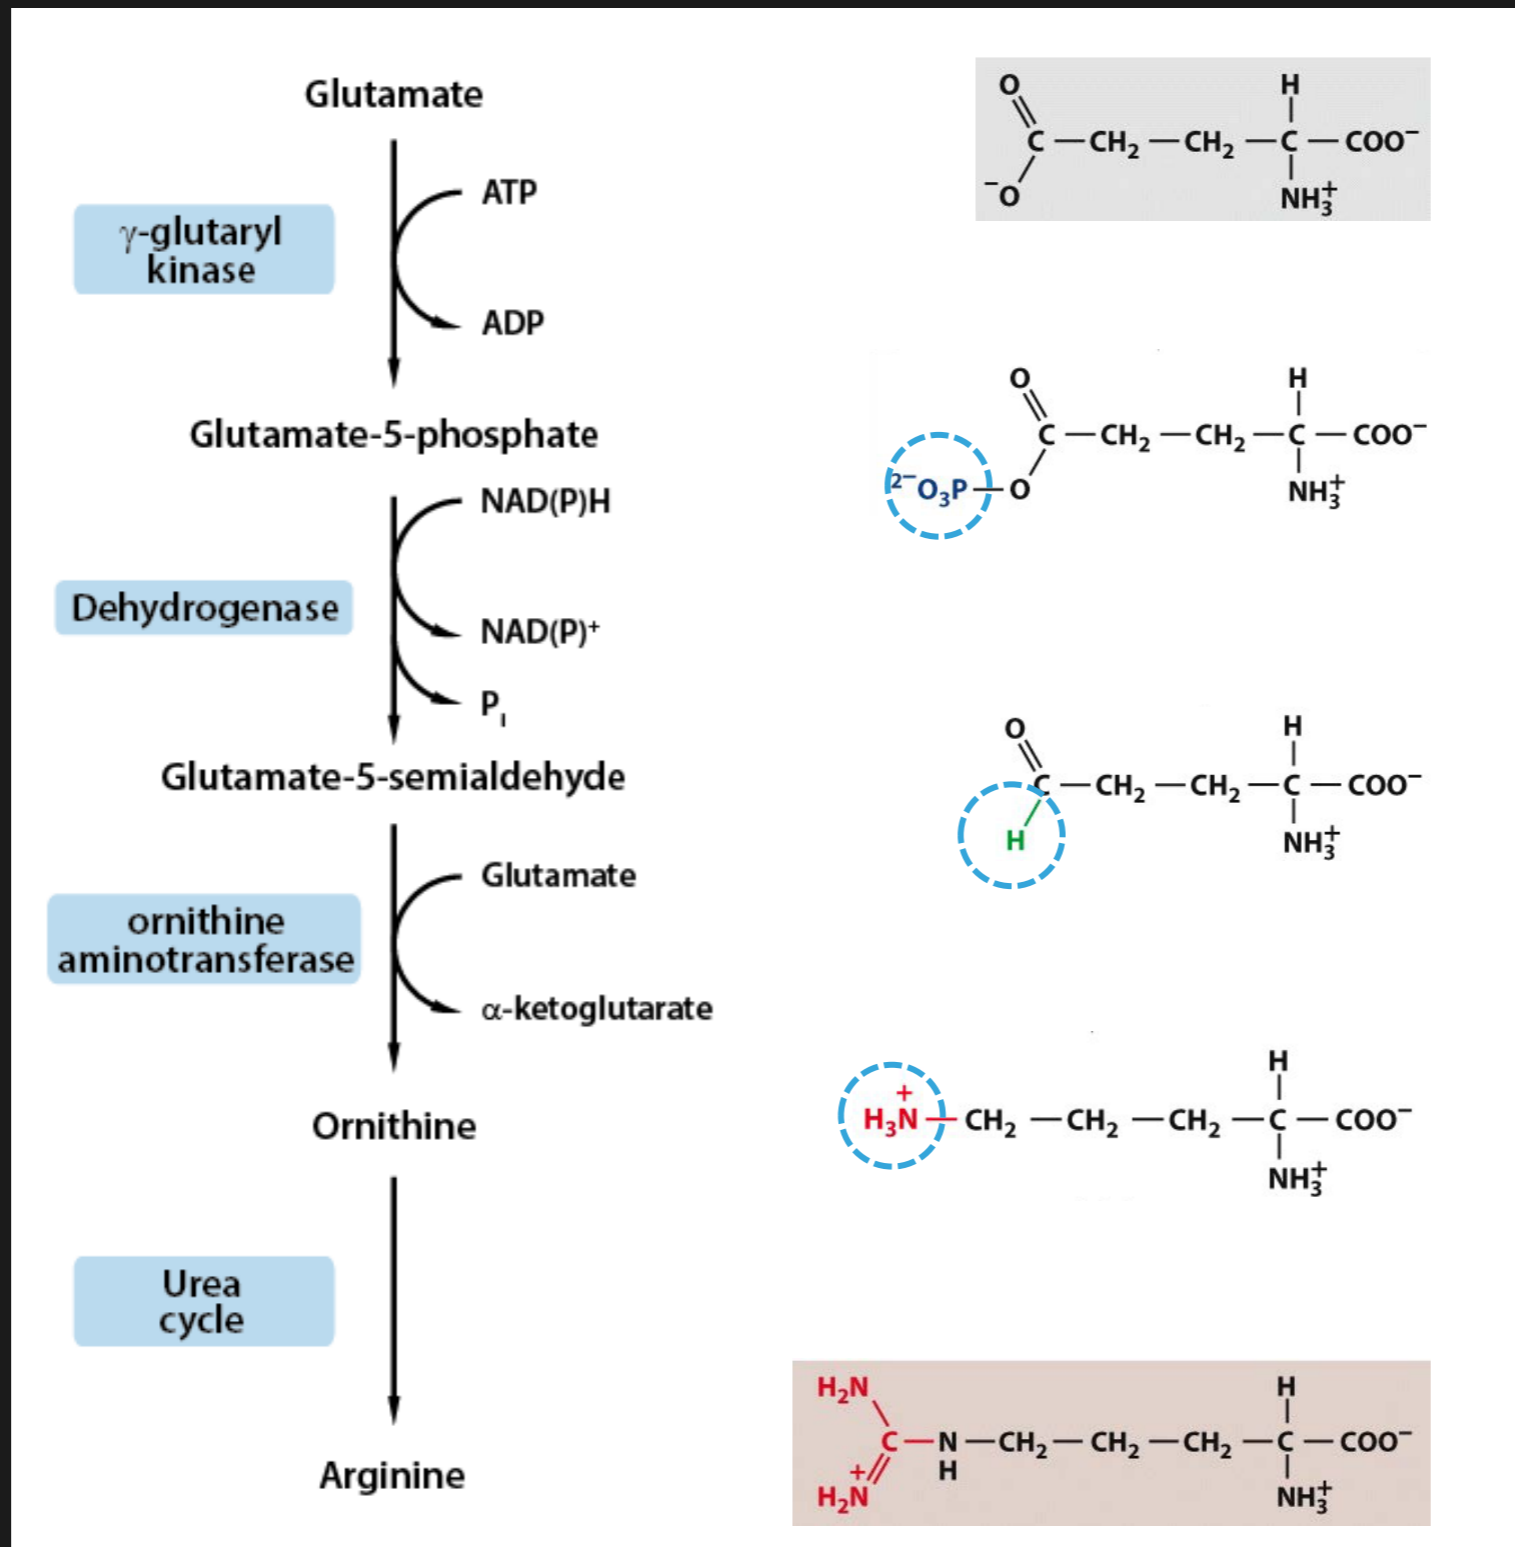 Glutamate
ATP
γ-glutaryl
kinase
ADP
Glutamate-5-phosphate
NAD(P)H
Dehydrogenase
NAD(P)⁺
Pᵢ
Glutamate-5-semialdehyde
Glutamate
ornithine
aminotransferase
α-ketoglutarate
Ornithine
Urea
cycle
Arginine
O H
C — CH₂ — CH₂ — C — COO⁻
⁻O NH₃⁺
O H
C — CH₂ — CH₂ — C — COO⁻
²⁻O₃P — O NH₃⁺
O H
C — CH₂ — CH₂ — C — COO⁻
H NH₃⁺
H
+
H₃N — CH₂ — CH₂ — CH₂ — C — COO⁻
NH₃⁺
H₂N H
C — N — CH₂ — CH₂ — CH₂ — C — COO⁻
+ H
H₂N NH₃⁺